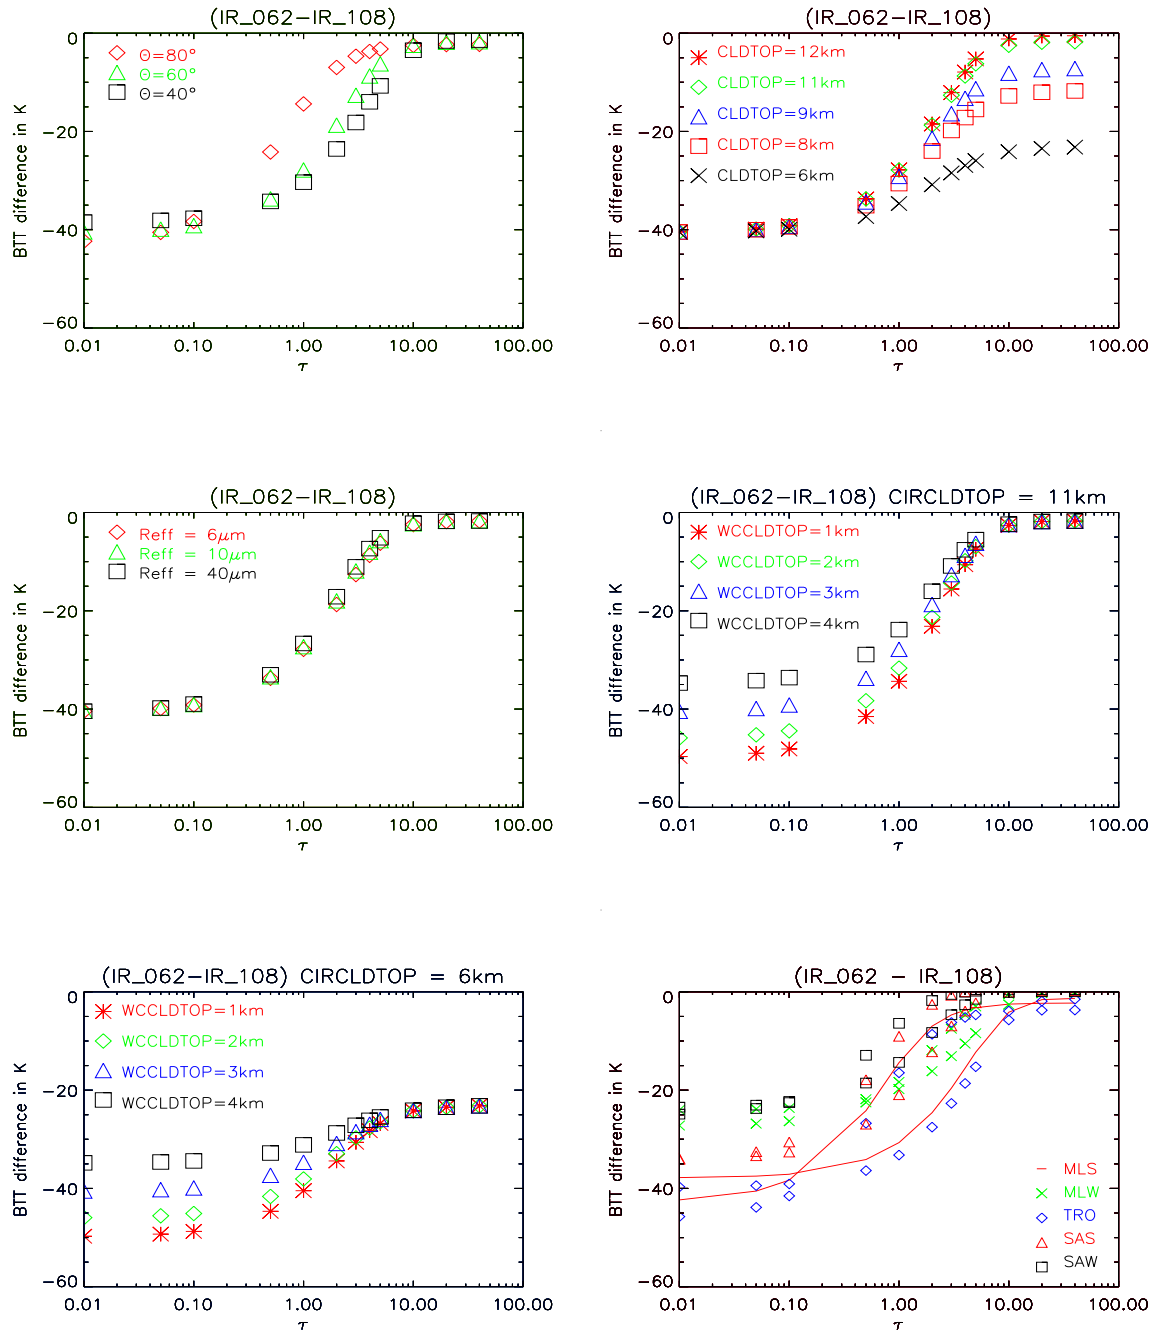 (IR_062−IR_108)
Θ=80°
Θ=60°
Θ=40°
0
−20
−40
−60
BTT difference in K
0.01 0.10 1.00 10.00 100.00
τ
(IR_062−IR_108)
CLDTOP=12km
CLDTOP=11km
CLDTOP=9km
CLDTOP=8km
CLDTOP=6km
0
−20
−40
−60
BTT difference in K
0.01 0.10 1.00 10.00 100.00
τ
(IR_062−IR_108)
Reff = 6μm
Reff = 10μm
Reff = 40μm
0
−20
−40
−60
BTT difference in K
0.01 0.10 1.00 10.00 100.00
τ
(IR_062−IR_108) CIRCLDTOP = 11km
WCCLDTOP=1km
WCCLDTOP=2km
WCCLDTOP=3km
WCCLDTOP=4km
0
−20
−40
−60
BTT difference in K
0.01 0.10 1.00 10.00 100.00
τ
(IR_062−IR_108) CIRCLDTOP = 6km
WCCLDTOP=1km
WCCLDTOP=2km
WCCLDTOP=3km
WCCLDTOP=4km
0
−20
−40
−60
BTT difference in K
0.01 0.10 1.00 10.00 100.00
τ
(IR_062 − IR_108)
0
−20
−40
−60
BTT difference in K
MLS
MLW
TRO
SAS
SAW
0.01 0.10 1.00 10.00 100.00
τ